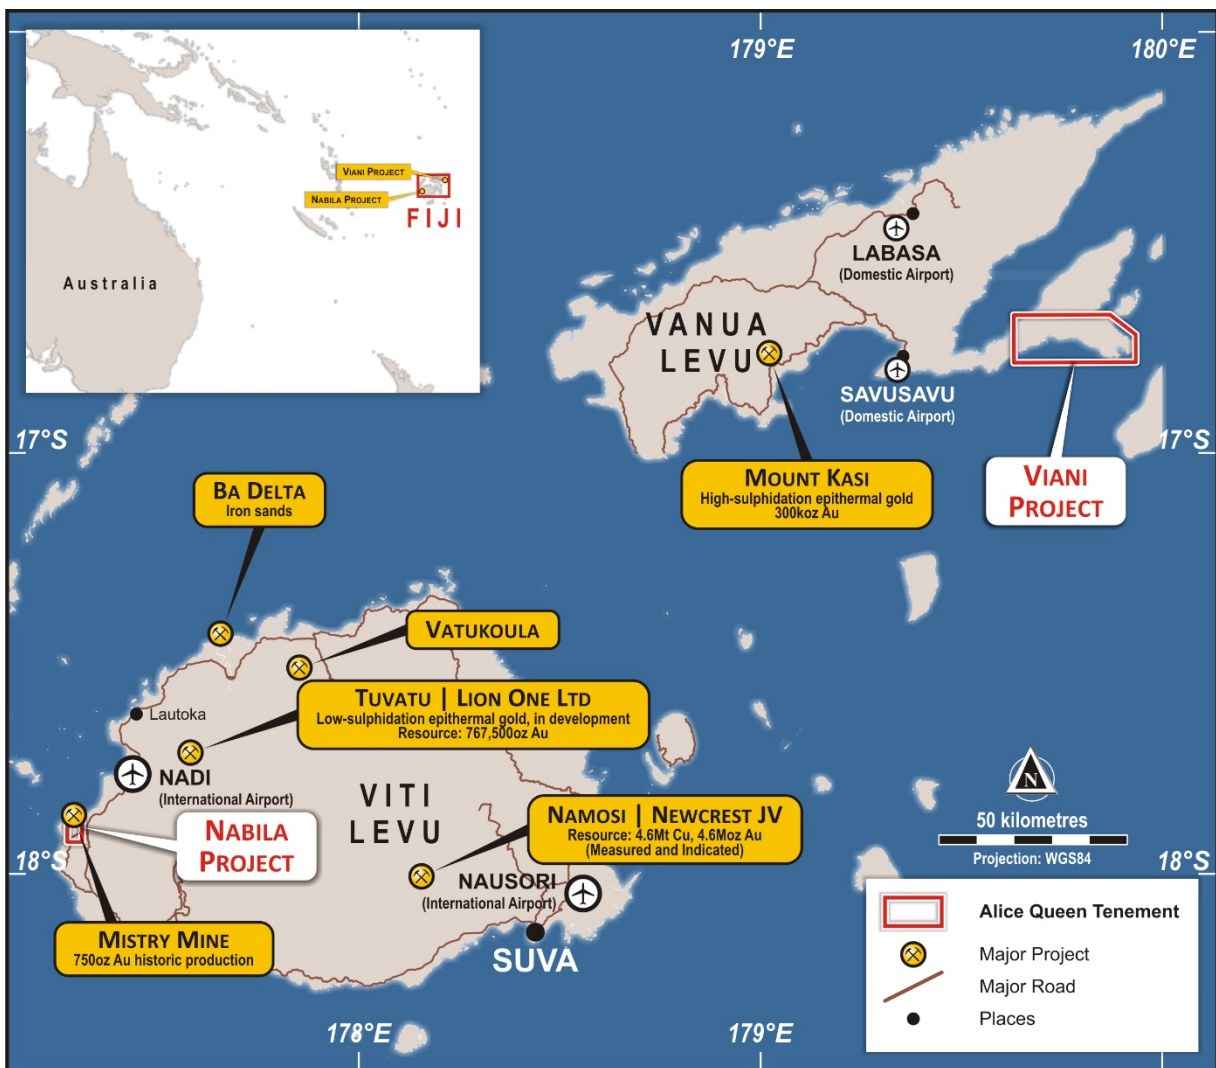 179°E
180°E
VIANI PROJECT
NABILA PROJECT
FIJI
Australia
LABASA
(Domestic Airport)
VANUA
LEVU
SAVUSAVU
(Domestic Airport)
17°S
17°S
MOUNT KASI
High-sulphidation epithermal gold
300koz Au
VIANI
PROJECT
BA DELTA
Iron sands
VATUKOULA
TUVATU | LION ONE LTD
Low-sulphidation epithermal gold, in development
Resource: 767,500oz Au
Lautoka
NADI
(International Airport)
VITI
LEVU
NABILA
PROJECT
NAMOSI | NEWCREST JV
Resource: 4.6Mt Cu, 4.6Moz Au
(Measured and Indicated)
N
50 kilometres
Projection: WGS84
18°S
18°S
NAUSORI
(International Airport)
MISTRY MINE
750oz Au historic production
SUVA
178°E
179°E
Alice Queen Tenement
Major Project
Major Road
Places